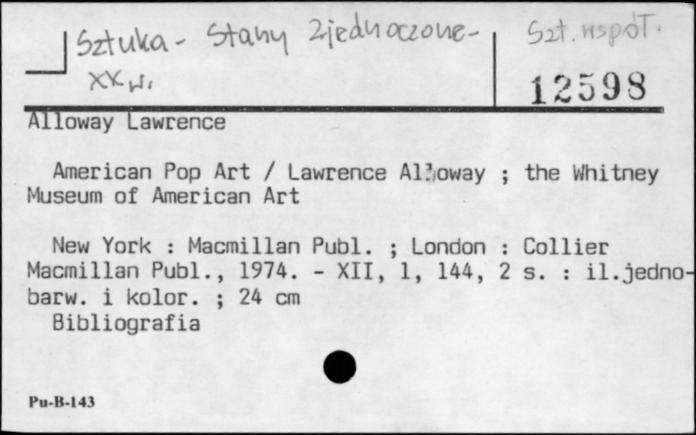 Sztuka - Stany Zjednoczone -
XX w.
Szt. współ.
12598
Alloway Lawrence
American Pop Art / Lawrence Alloway ; the Whitney
Museum of American Art
New York : Macmillan Publ. ; London : Collier
Macmillan Publ., 1974. - XII, 1, 144, 2 s. : il.jedno-
barw. i kolor. ; 24 cm
Bibliografia
Pu-B-143